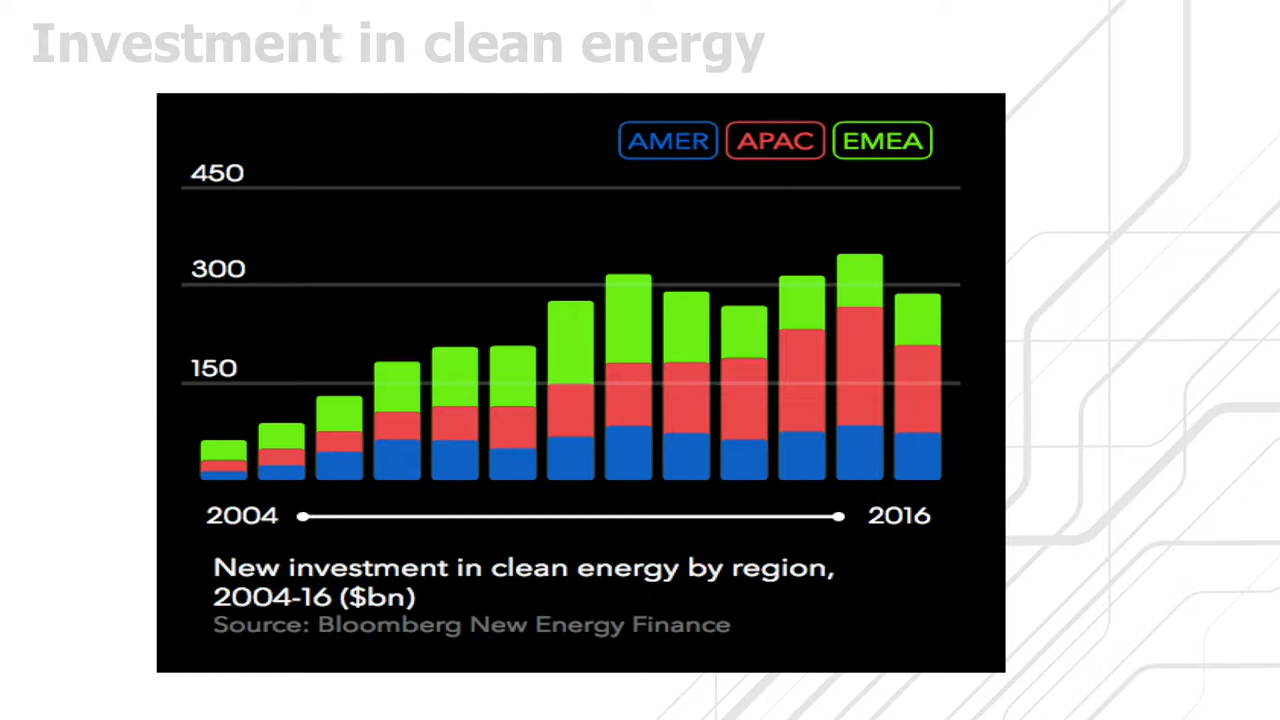 Investment in clean energy
AMER APAC EMEA
450
300
150
2004 2016
New investment in clean energy by region,
2004-16 ($bn)
Source: Bloomberg New Energy Finance